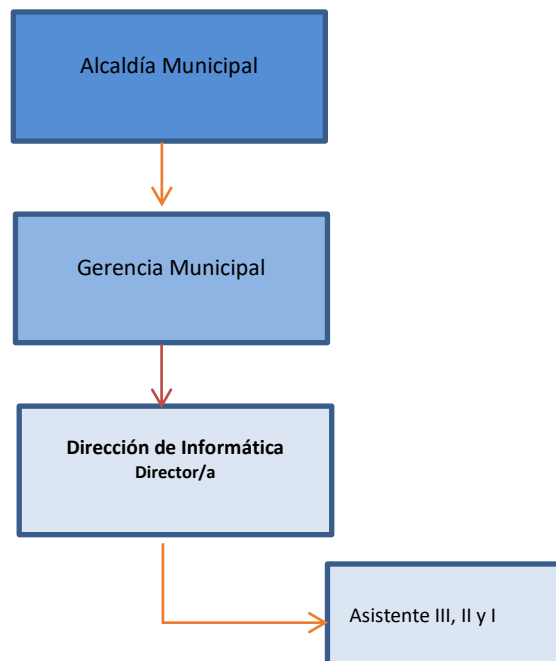 Alcaldía Municipal
Gerencia Municipal
Dirección de Informática
Director/a
Asistente III, II y I